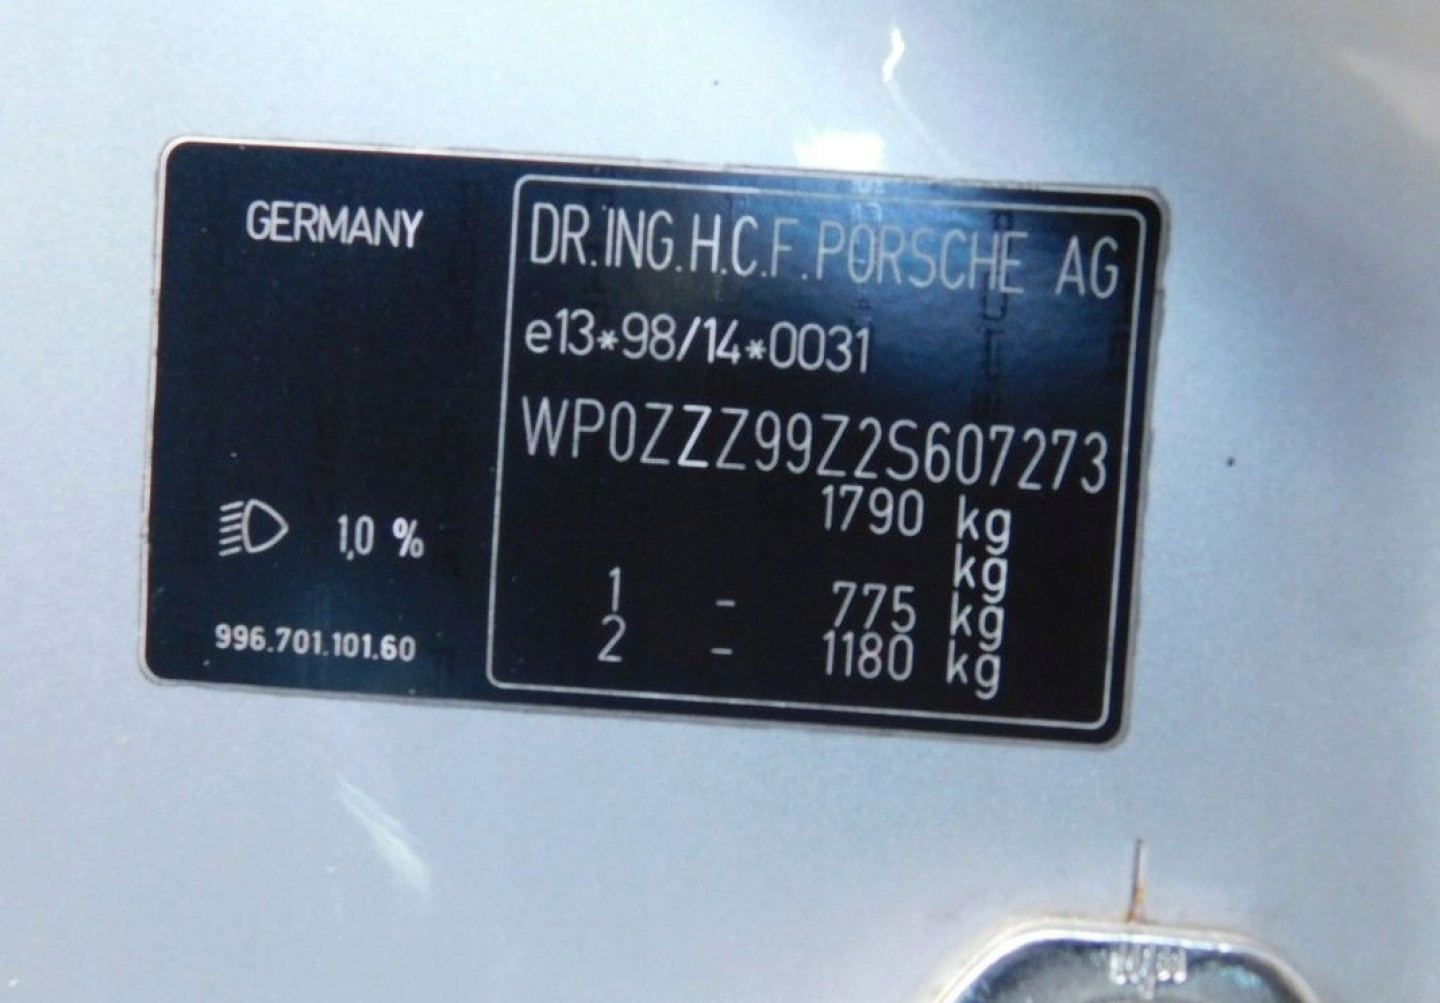 GERMANY
DR.ING.H.C.F.PORSCHE AG
e13*98/14*0031
WP0ZZZ99Z2S607273
1790 kg
kg
1 - 775 kg
2 - 1180 kg
1,0 %
996.701.101.60